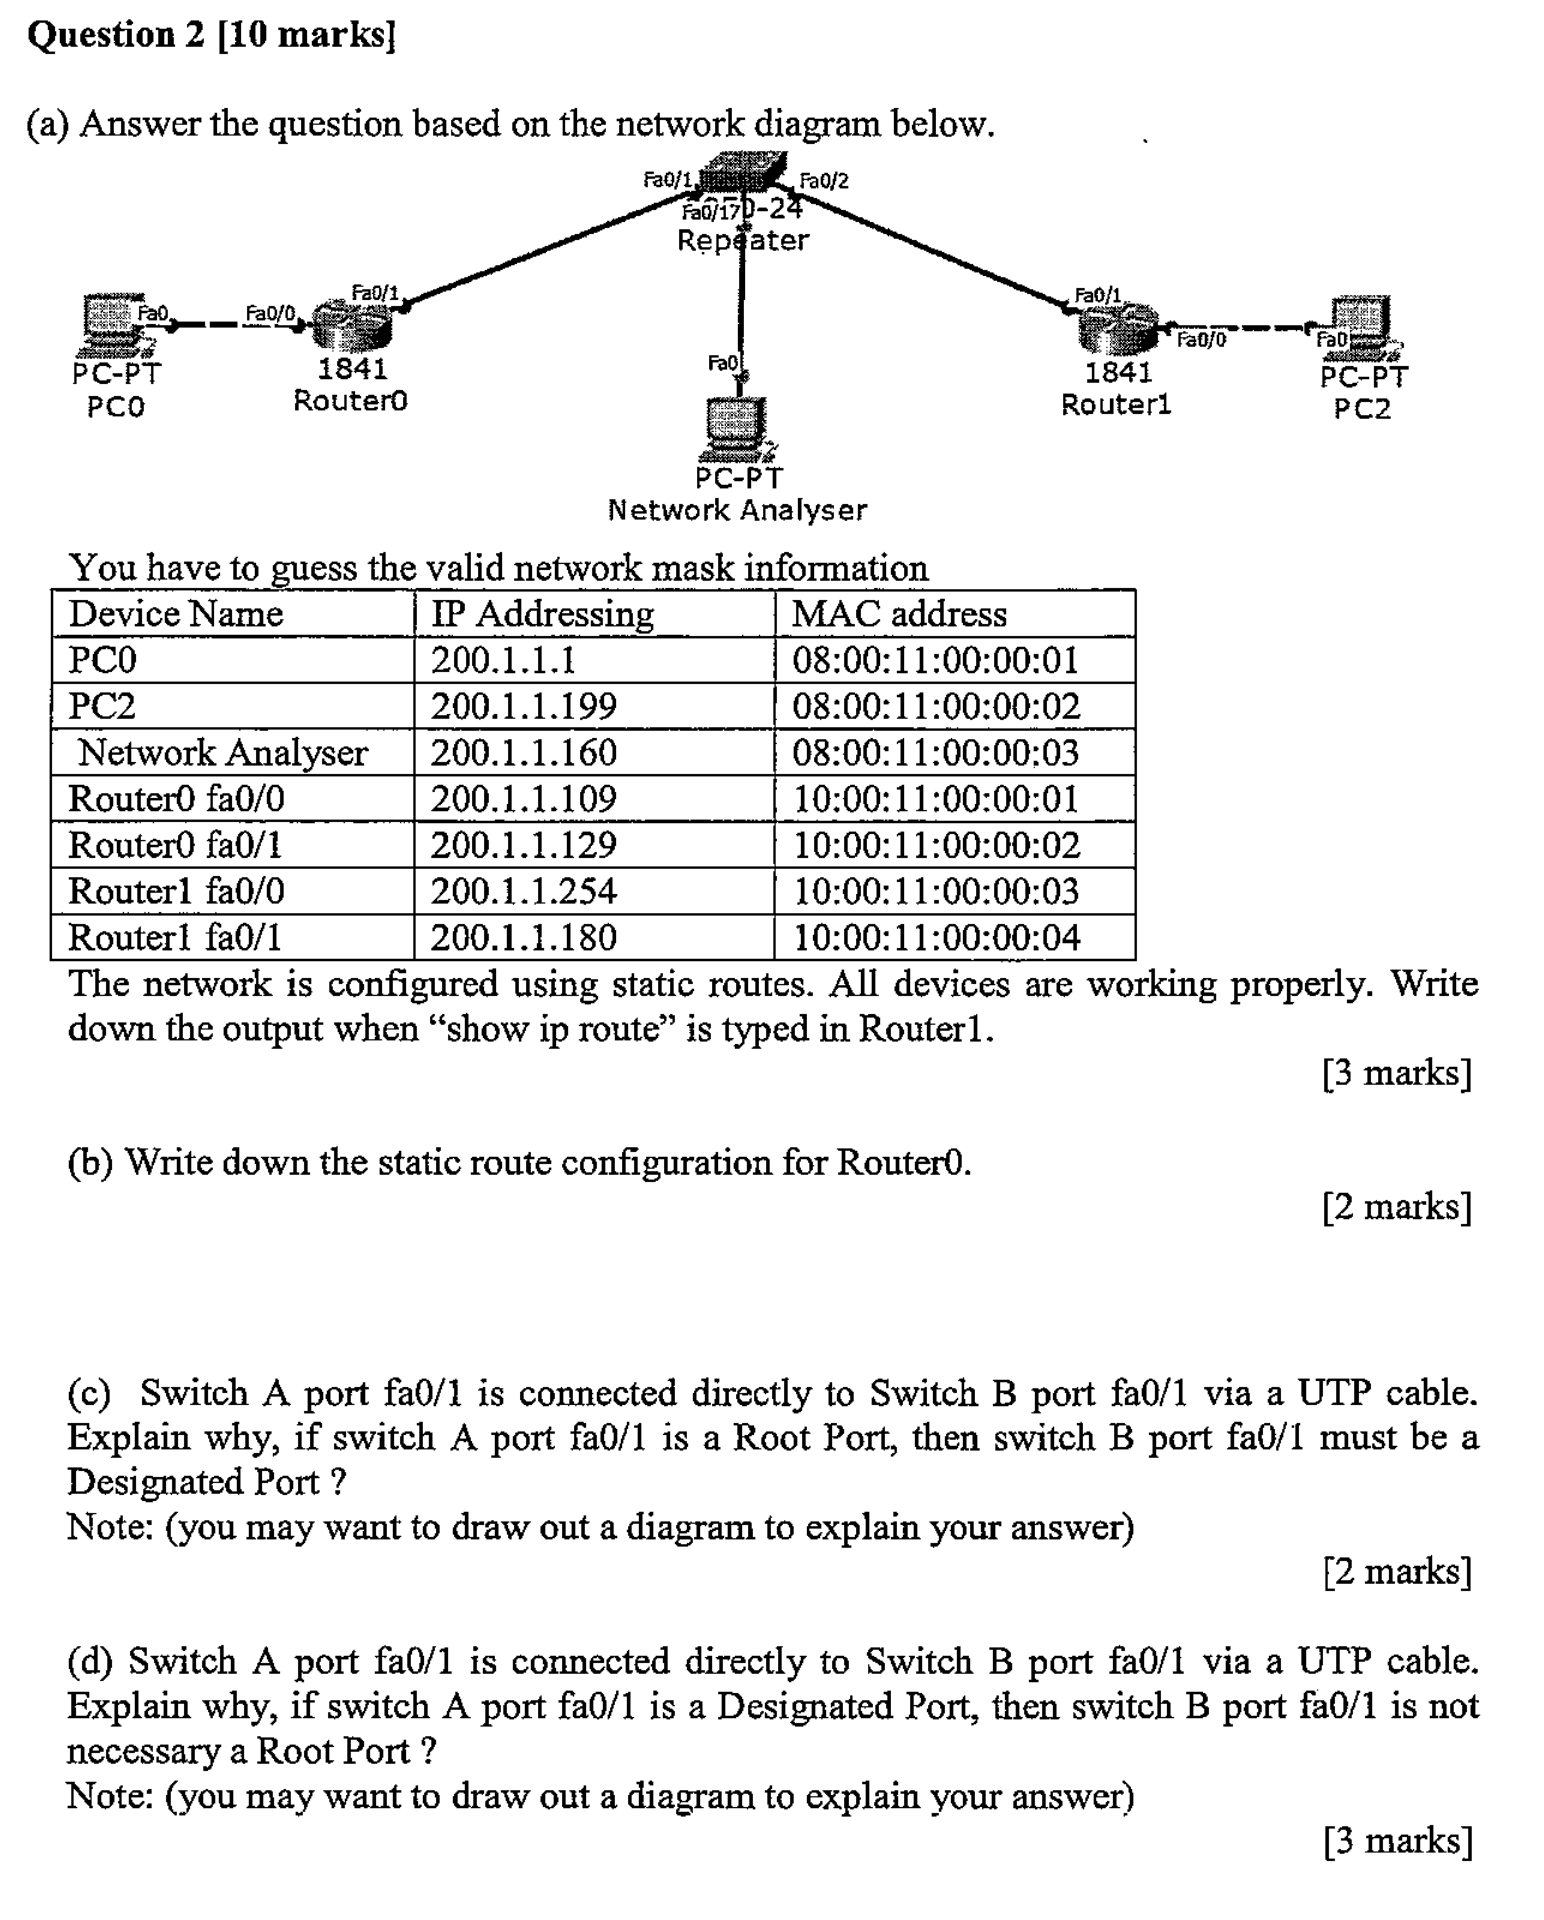 Question 2 [10 marks]
(a) Answer the question based on the network diagram below.
Fa0/1
Fa0/2
Fa0/17
-24
Repeater
Fa0
Fa0/0
Fa0/1
Fa0/1
Fa0/0
Fa0
PC-PT
PC0
1841
Router0
Fa0
1841
Router1
PC-PT
PC2
PC-PT
Network Analyser
You have to guess the valid network mask information
Device Name IP Addressing MAC address
PC0 200.1.1.1 08:00:11:00:00:01
PC2 200.1.1.199 08:00:11:00:00:02
Network Analyser 200.1.1.160 08:00:11:00:00:03
Router0 fa0/0 200.1.1.109 10:00:11:00:00:01
Router0 fa0/1 200.1.1.129 10:00:11:00:00:02
Router1 fa0/0 200.1.1.254 10:00:11:00:00:03
Router1 fa0/1 200.1.1.180 10:00:11:00:00:04
The network is configured using static routes. All devices are working properly. Write
down the output when “show ip route” is typed in Router1.
[3 marks]
(b) Write down the static route configuration for Router0.
[2 marks]
(c) Switch A port fa0/1 is connected directly to Switch B port fa0/1 via a UTP cable.
Explain why, if switch A port fa0/1 is a Root Port, then switch B port fa0/1 must be a
Designated Port ?
Note: (you may want to draw out a diagram to explain your answer)
[2 marks]
(d) Switch A port fa0/1 is connected directly to Switch B port fa0/1 via a UTP cable.
Explain why, if switch A port fa0/1 is a Designated Port, then switch B port fa0/1 is not
necessary a Root Port ?
Note: (you may want to draw out a diagram to explain your answer)
[3 marks]